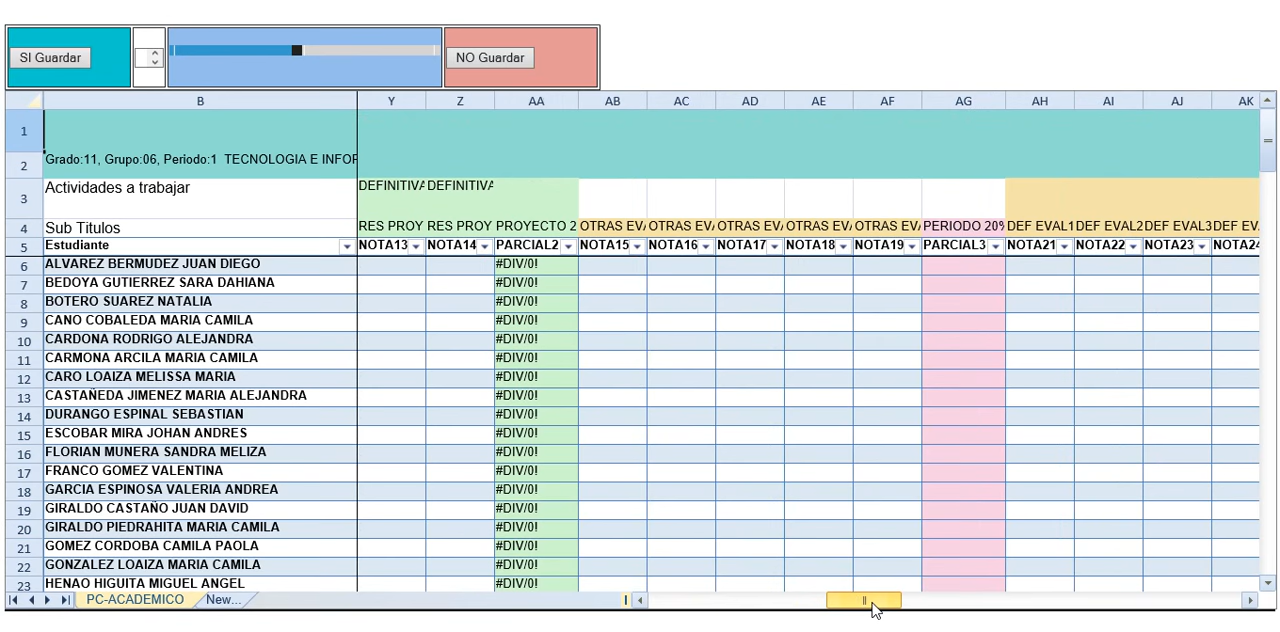 SI Guardar NO Guardar
B Y Z AA AB AC AD AE AF AG AH AI AJ AK
1
2 Grado:11, Grupo:06, Periodo:1 TECNOLOGIA E INFOR
3 Actividades a trabajar DEFINITIVA DEFINITIVA
4 Sub Titulos RES PROY RES PROY PROYECTO 2 OTRAS EVA OTRAS EVA OTRAS EVA OTRAS EVA OTRAS EVA PERIODO 20% DEF EVAL1 DEF EVAL2 DEF EVAL3 DEF EV
5 Estudiante NOTA13 NOTA14 PARCIAL2 NOTA15 NOTA16 NOTA17 NOTA18 NOTA19 PARCIAL3 NOTA21 NOTA22 NOTA23 NOTA24
6 ALVAREZ BERMUDEZ JUAN DIEGO #DIV/0!
7 BEDOYA GUTIERREZ SARA DAHIANA #DIV/0!
8 BOTERO SUAREZ NATALIA #DIV/0!
9 CANO COBALEDA MARIA CAMILA #DIV/0!
10 CARDONA RODRIGO ALEJANDRA #DIV/0!
11 CARMONA ARCILA MARIA CAMILA #DIV/0!
12 CARO LOAIZA MELISSA MARIA #DIV/0!
13 CASTAÑEDA JIMENEZ MARIA ALEJANDRA #DIV/0!
14 DURANGO ESPINAL SEBASTIAN #DIV/0!
15 ESCOBAR MIRA JOHAN ANDRES #DIV/0!
16 FLORIAN MUNERA SANDRA MELIZA #DIV/0!
17 FRANCO GOMEZ VALENTINA #DIV/0!
18 GARCIA ESPINOSA VALERIA ANDREA #DIV/0!
19 GIRALDO CASTAÑO JUAN DAVID #DIV/0!
20 GIRALDO PIEDRAHITA MARIA CAMILA #DIV/0!
21 GOMEZ CORDOBA CAMILA PAOLA #DIV/0!
22 GONZALEZ LOAIZA MARIA CAMILA #DIV/0!
23 HENAO HIGUITA MIGUEL ANGEL #DIV/0!
PC-ACADEMICO New...